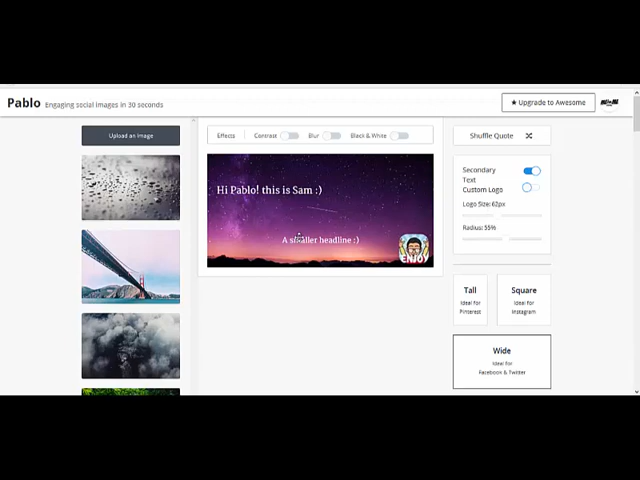 Pablo Engaging social images in 30 seconds
★ Upgrade to Awesome
Upload an Image
Effects Contrast Blur Black & White
Shuffle Quote
Hi Pablo! this is Sam :)
A smaller headline :)
ENJOY
Secondary
Text
Custom Logo
Logo Size: 62px
Radius: 55%
Tall
Ideal for
Pinterest
Square
Ideal for
Instagram
Wide
Ideal for
Facebook & Twitter